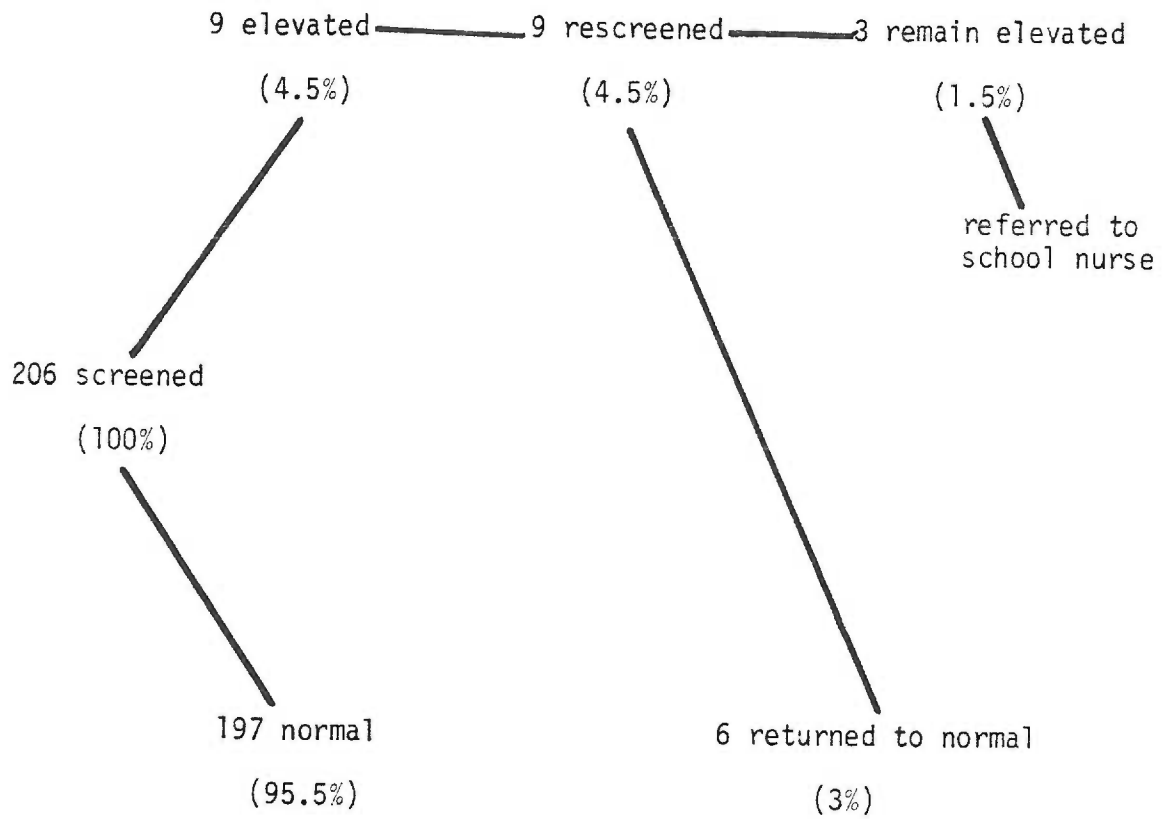 9 elevated 9 rescreened 3 remain elevated
(4.5%) (4.5%) (1.5%)
referred to
school nurse
206 screened
(100%)
197 normal 6 returned to normal
(95.5%) (3%)